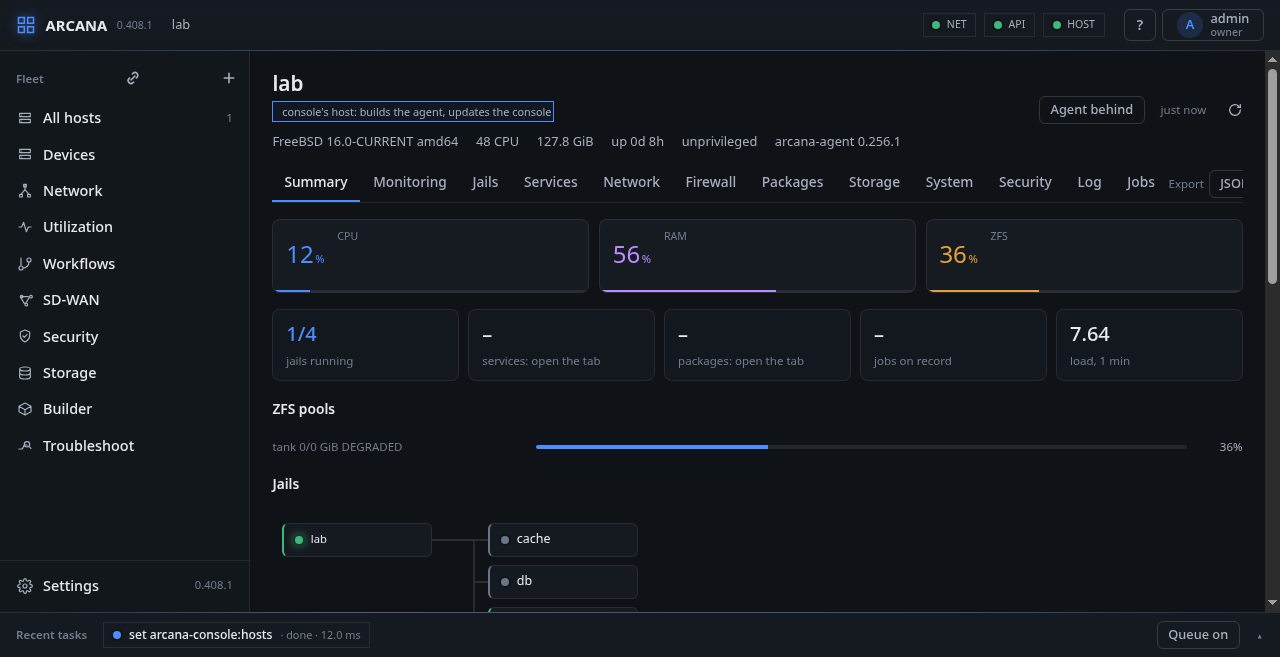 ARCANA 0.408.1 lab NET API HOST ? A admin
owner
Fleet
All hosts 1
Devices
Network
Utilization
Workflows
SD-WAN
Security
Storage
Builder
Troubleshoot
Settings 0.408.1
lab
console's host: builds the agent, updates the console
Agent behind just now
FreeBSD 16.0-CURRENT amd64 48 CPU 127.8 GiB up 0d 8h unprivileged arcana-agent 0.256.1
Summary Monitoring Jails Services Network Firewall Packages Storage System Security Log Jobs Export
CPU
12%
RAM
56%
ZFS
36%
1/4
jails running
–
services: open the tab
–
packages: open the tab
–
jobs on record
7.64
load, 1 min
ZFS pools
tank 0/0 GiB DEGRADED 36%
Jails
lab
cache
db
Recent tasks set arcana-console:hosts · done · 12.0 ms Queue on